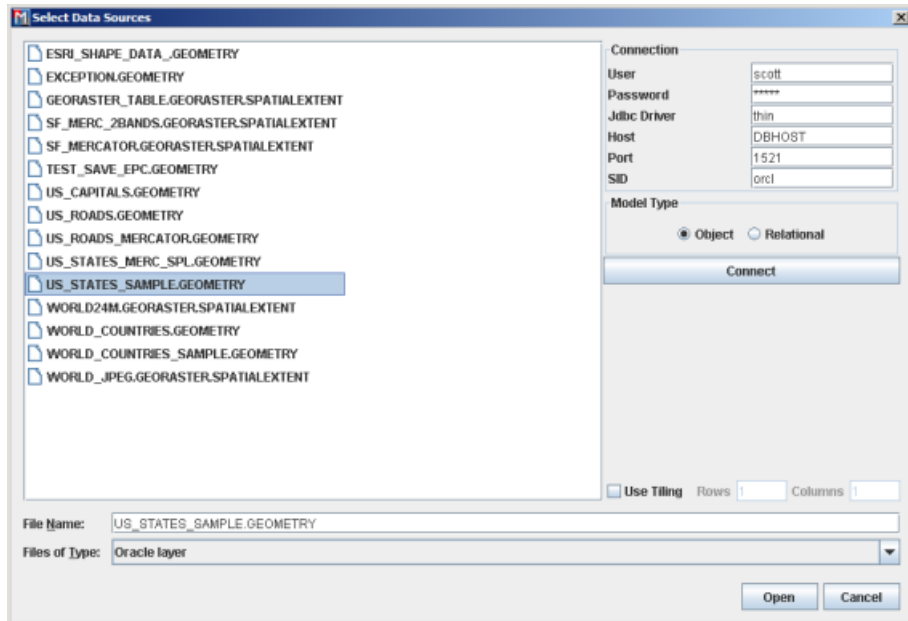 Select Data Sources
ESRI_SHAPE_DATA_.GEOMETRY
EXCEPTION.GEOMETRY
GEORASTER_TABLE.GEORASTER.SPATIALEXTENT
SF_MERC_2BANDS.GEORASTER.SPATIALEXTENT
SF_MERCATOR.GEORASTER.SPATIALEXTENT
TEST_SAVE_EPC.GEOMETRY
US_CAPITALS.GEOMETRY
US_ROADS.GEOMETRY
US_ROADS_MERCATOR.GEOMETRY
US_STATES_MERC_SPL.GEOMETRY
US_STATES_SAMPLE.GEOMETRY
WORLD24M.GEORASTER.SPATIALEXTENT
WORLD_COUNTRIES.GEOMETRY
WORLD_COUNTRIES_SAMPLE.GEOMETRY
WORLD_JPEG.GEORASTER.SPATIALEXTENT
Connection
User scott
Password *****
Jdbc Driver thin
Host DBHOST
Port 1521
SID orcl
Model Type
Object Relational
Connect
Use Tiling Rows 1 Columns 1
File Name: US_STATES_SAMPLE.GEOMETRY
Files of Type: Oracle layer
Open Cancel